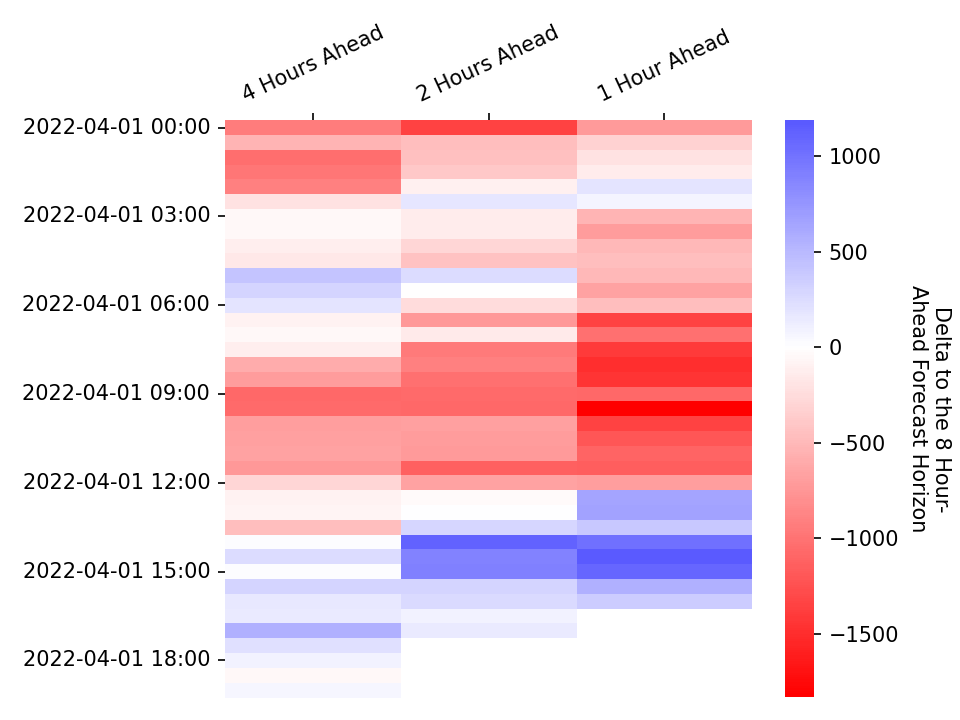 4 Hours Ahead
2 Hours Ahead
1 Hour Ahead
2022-04-01 00:00
2022-04-01 03:00
2022-04-01 06:00
2022-04-01 09:00
2022-04-01 12:00
2022-04-01 15:00
2022-04-01 18:00
1000
500
0
−500
−1000
−1500
Delta to the 8 Hour-
Ahead Forecast Horizon